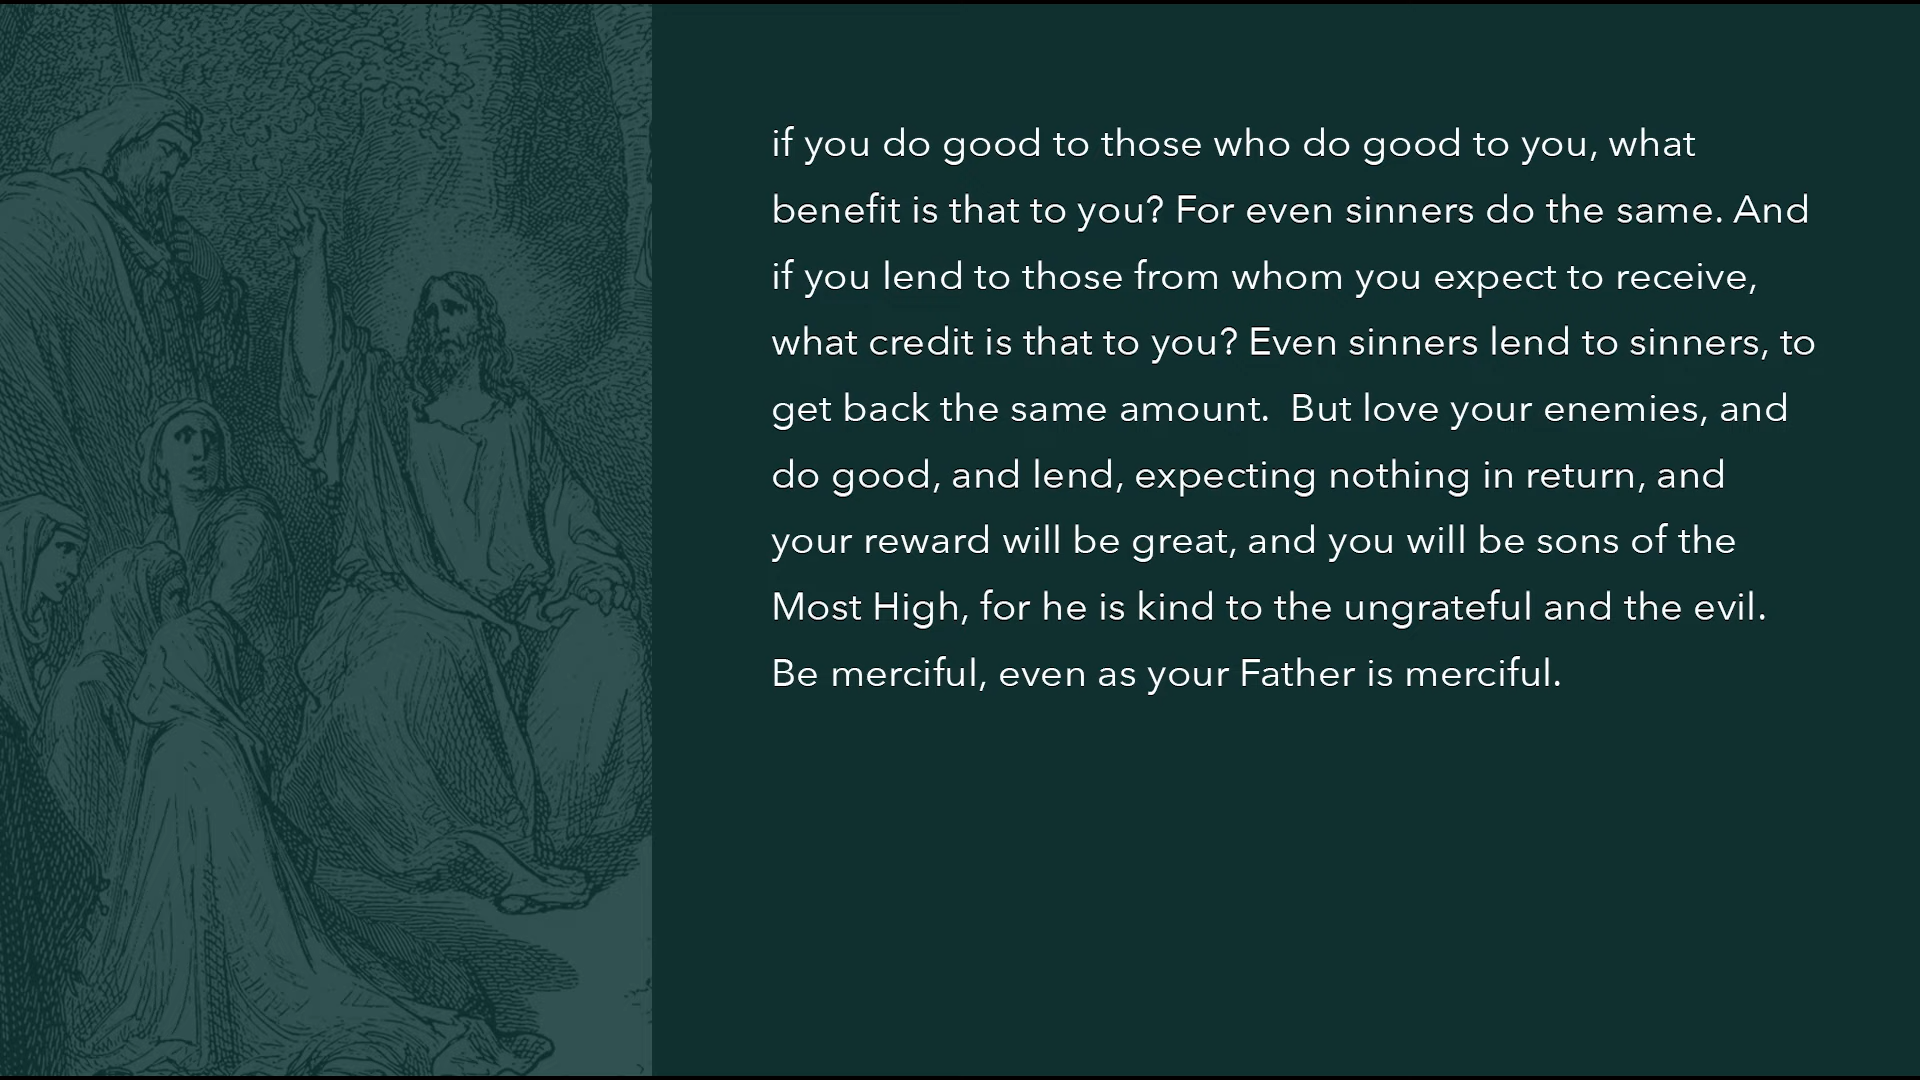 if you do good to those who do good to you, what
benefit is that to you? For even sinners do the same. And
if you lend to those from whom you expect to receive,
what credit is that to you? Even sinners lend to sinners, to
get back the same amount.  But love your enemies, and
do good, and lend, expecting nothing in return, and
your reward will be great, and you will be sons of the
Most High, for he is kind to the ungrateful and the evil.
Be merciful, even as your Father is merciful.